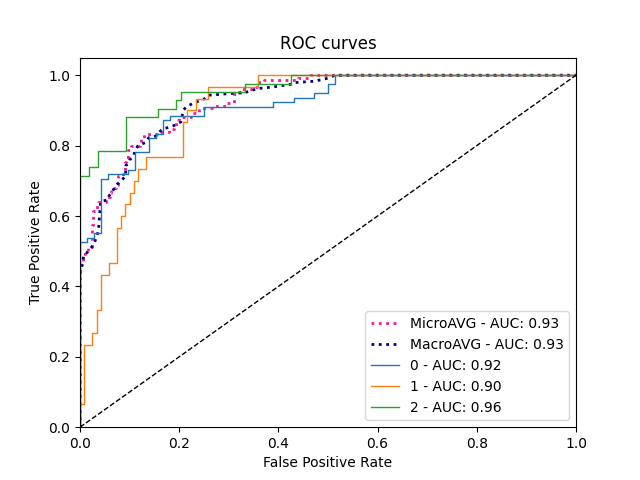 ROC curves
True Positive Rate
1.0
0.8
0.6
0.4
0.2
0.0
MicroAVG - AUC: 0.93
MacroAVG - AUC: 0.93
0 - AUC: 0.92
1 - AUC: 0.90
2 - AUC: 0.96
0.0 0.2 0.4 0.6 0.8 1.0
False Positive Rate